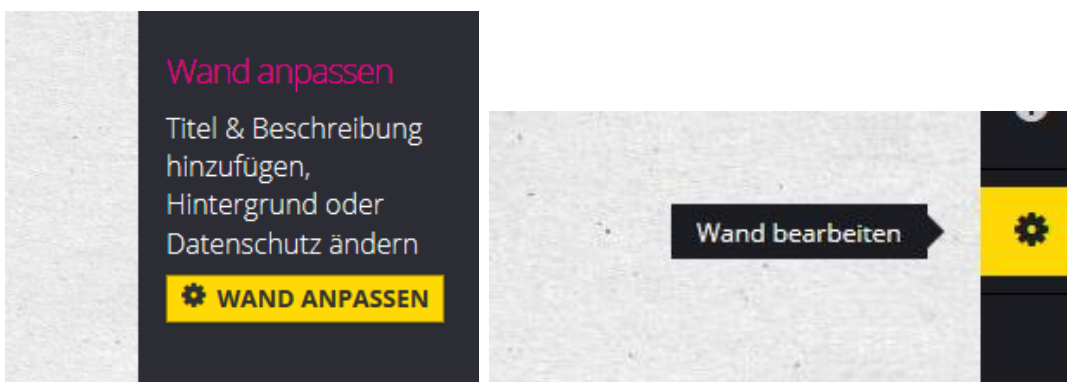 Wand anpassen
Titel & Beschreibung
hinzufügen,
Hintergrund oder
Datenschutz ändern
WAND ANPASSEN
Wand bearbeiten